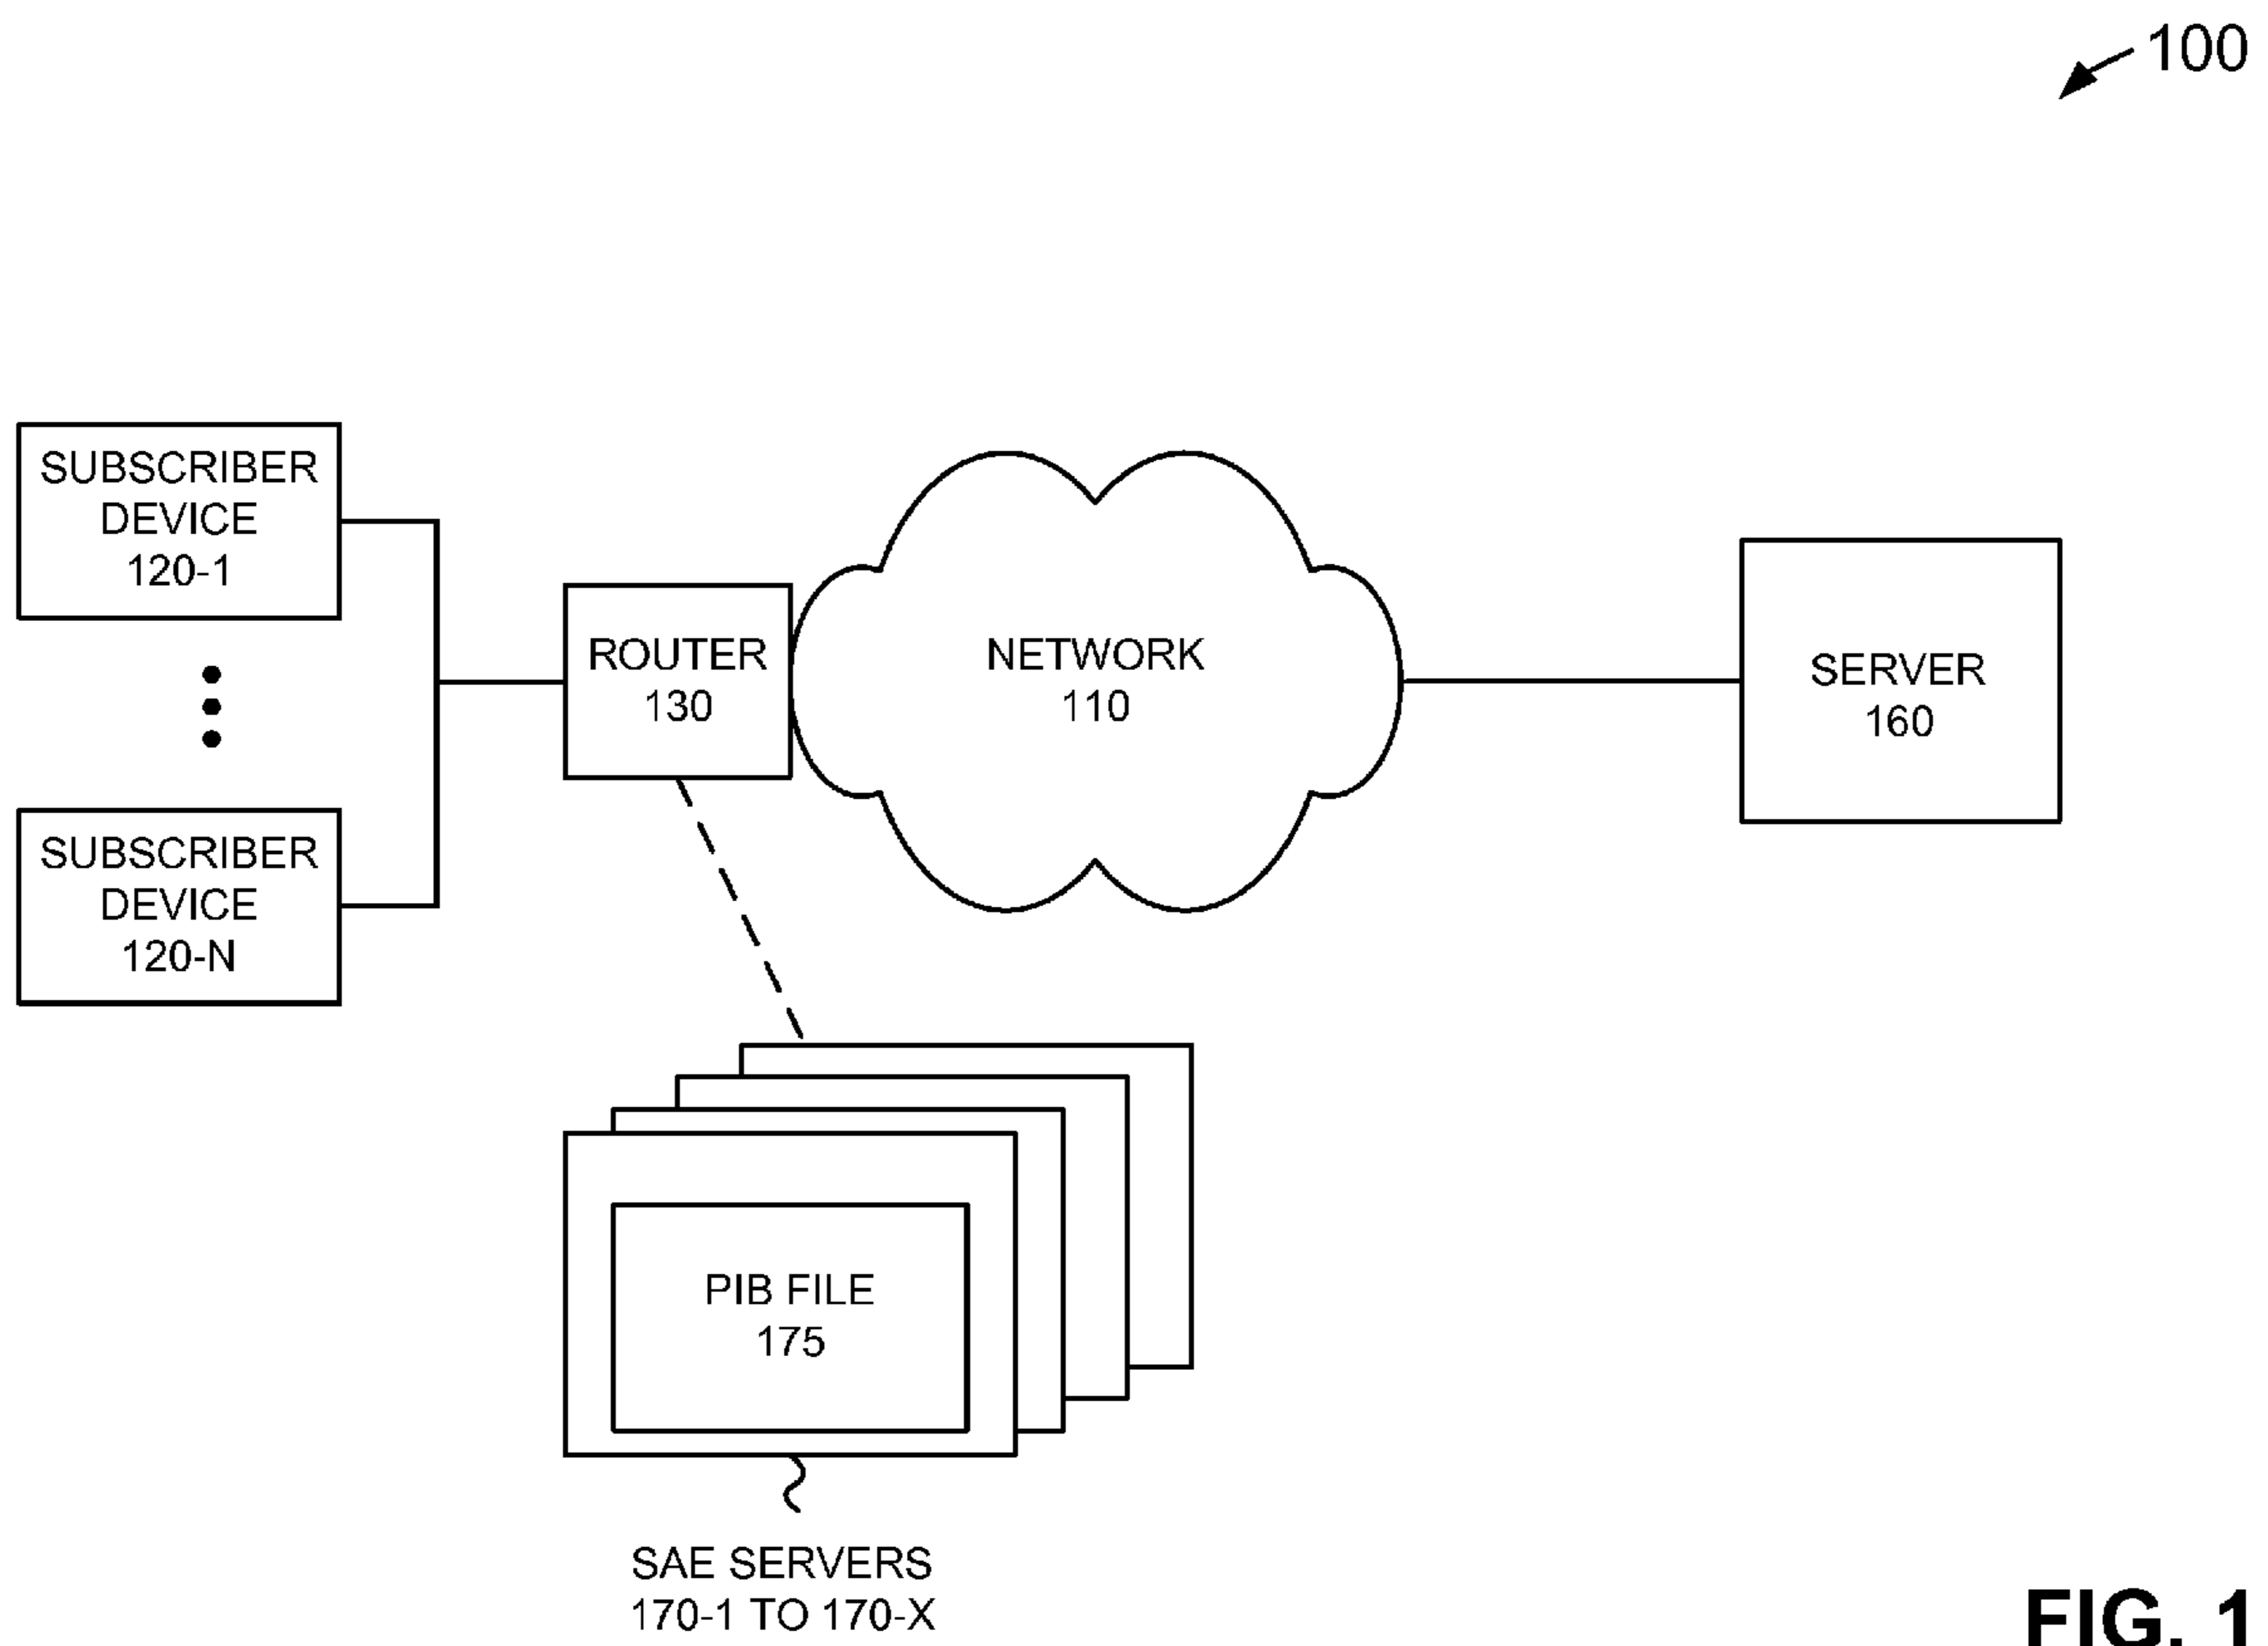 100
SUBSCRIBER
DEVICE
120-1
SUBSCRIBER
DEVICE
120-N
ROUTER
130
NETWORK
110
SERVER
160
PIB FILE
175
SAE SERVERS
170-1 TO 170-X
FIG. 1